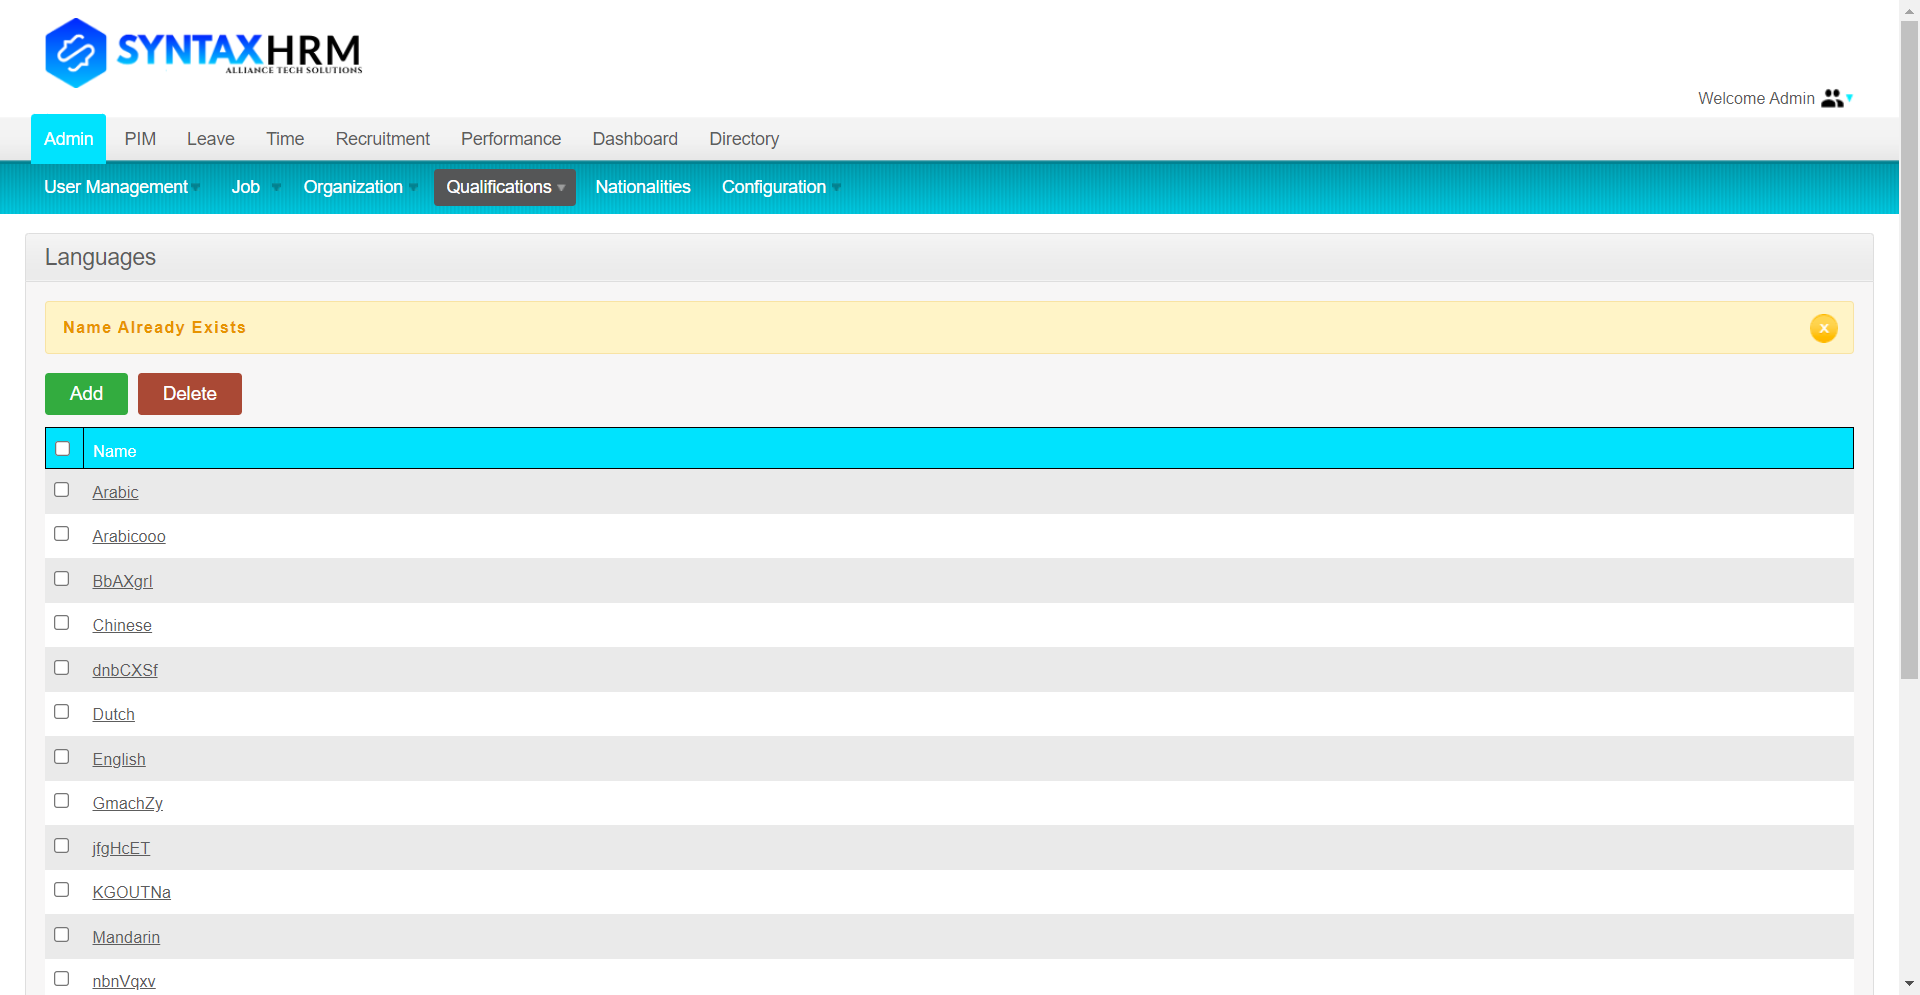 SYNTAXHRM
ALLIANCE TECH SOLUTIONS
Welcome Admin
Admin PIM Leave Time Recruitment Performance Dashboard Directory
User Management Job Organization Qualifications Nationalities Configuration
Languages
Name Already Exists
x
Add Delete
Name
Arabic
Arabicooo
BbAXgrl
Chinese
dnbCXSf
Dutch
English
GmachZy
jfgHcET
KGOUTNa
Mandarin
nbnVqxv